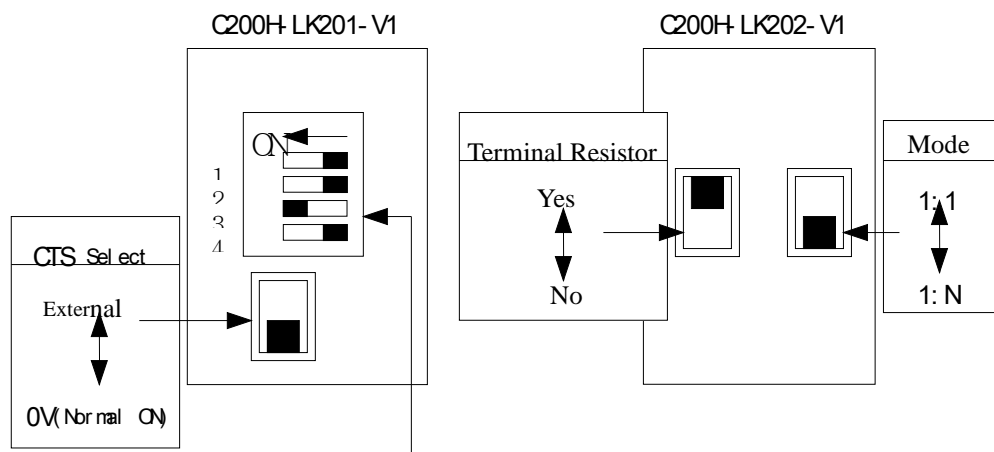 C200H-LK201-V1
ON
1
2
3
4
CTS Select
External
0V(Normal ON)
C200H-LK202-V1
Terminal Resistor
Yes
No
Mode
1:1
1:N